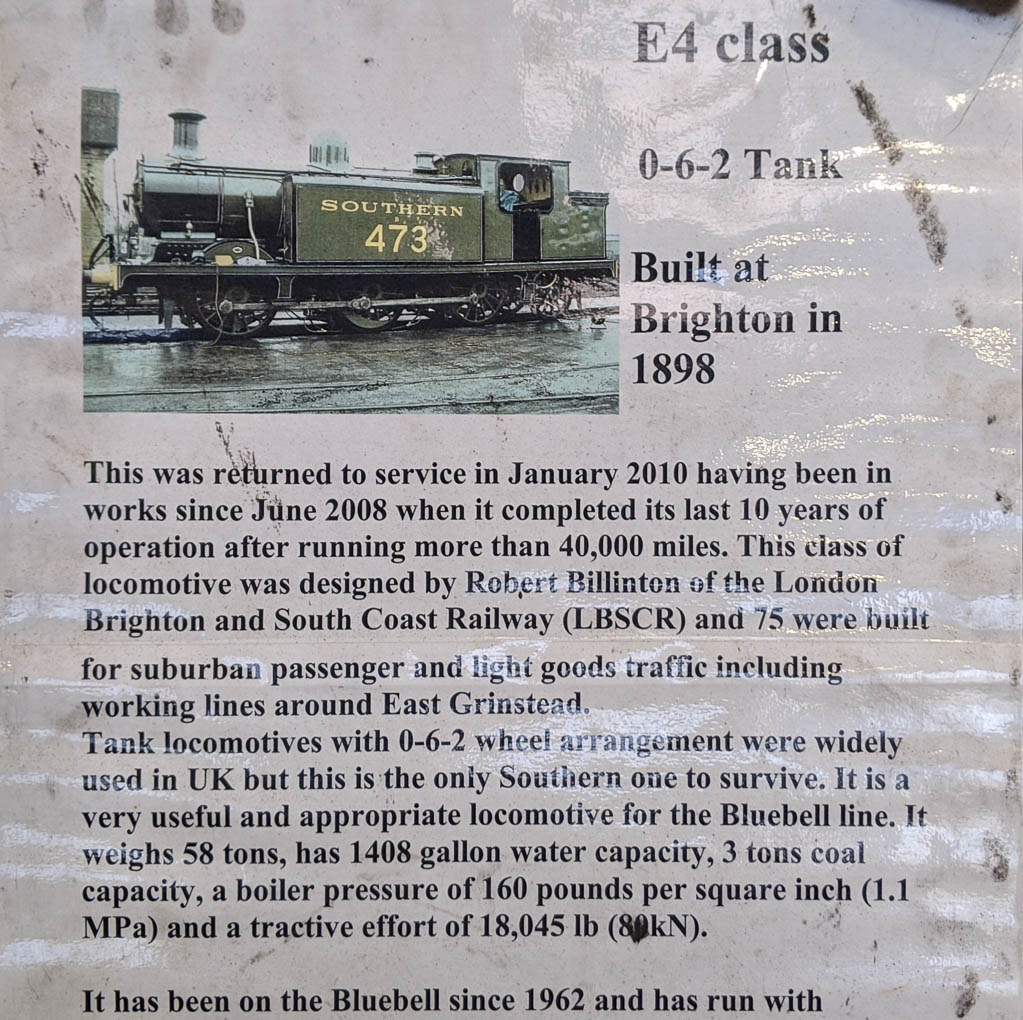 E4 class
SOUTHERN
473
0-6-2 Tank
Built at
Brighton in
1898
This was returned to service in January 2010 having been in
works since June 2008 when it completed its last 10 years of
operation after running more than 40,000 miles. This class of
locomotive was designed by Robert Billinton of the London
Brighton and South Coast Railway (LBSCR) and 75 were built
for suburban passenger and light goods traffic including
working lines around East Grinstead.
Tank locomotives with 0-6-2 wheel arrangement were widely
used in UK but this is the only Southern one to survive. It is a
very useful and appropriate locomotive for the Bluebell line. It
weighs 58 tons, has 1408 gallon water capacity, 3 tons coal
capacity, a boiler pressure of 160 pounds per square inch (1.1
MPa) and a tractive effort of 18,045 lb (80kN).
It has been on the Bluebell since 1962 and has run with